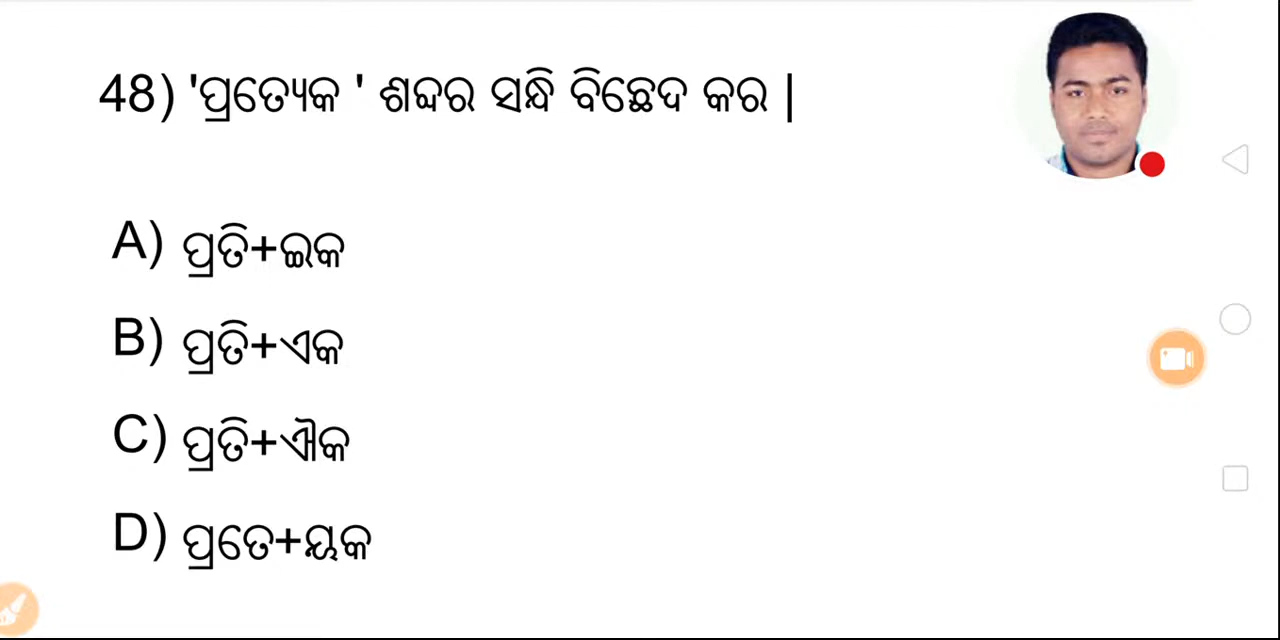 48) 'ପ୍ରତ୍ୟେକ ' ଶବ୍ଦର ସନ୍ଧି ବିଛେଦ କର |
A) ପ୍ରତି+ଇକ
B) ପ୍ରତି+ଏକ
C) ପ୍ରତି+ଐକ
D) ପ୍ରତେ+ୟକ